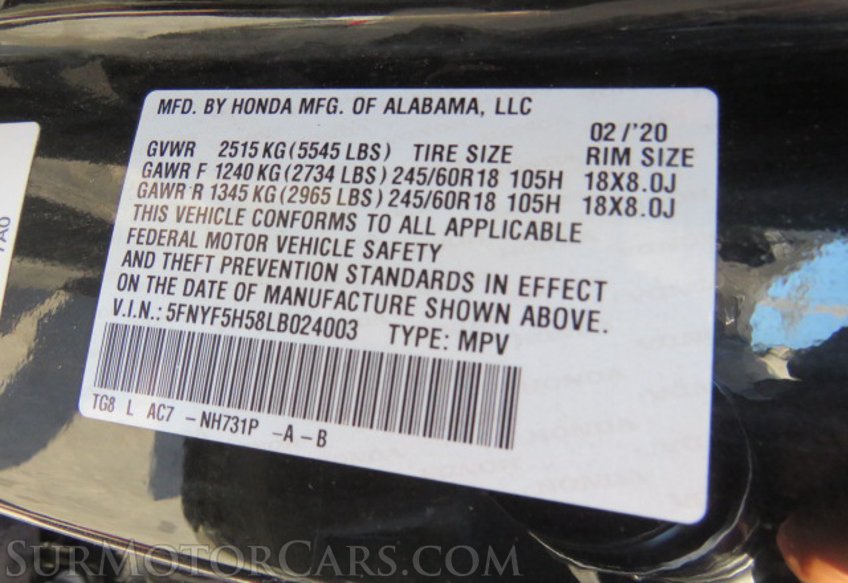 MFD. BY HONDA MFG. OF ALABAMA, LLC
02/'20
GVWR 2515 KG (5545 LBS) TIRE SIZE RIM SIZE
GAWR F 1240 KG (2734 LBS) 245/60R18 105H 18X8.0J
GAWR R 1345 KG (2965 LBS) 245/60R18 105H 18X8.0J
THIS VEHICLE CONFORMS TO ALL APPLICABLE
FEDERAL MOTOR VEHICLE SAFETY
AND THEFT PREVENTION STANDARDS IN EFFECT
ON THE DATE OF MANUFACTURE SHOWN ABOVE.
V.I.N.: 5FNYF5H58LB024003 TYPE: MPV
TG8 L AC7 -NH731P -A-B
SurMotorCars.com